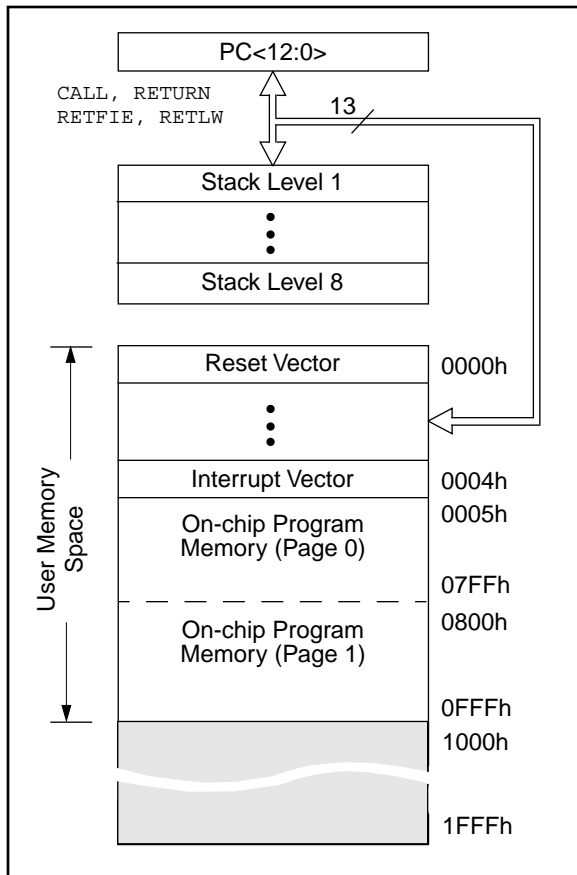 PC<12:0>
CALL, RETURN
RETFIE, RETLW
13
Stack Level 1
Stack Level 8
User Memory
Space
Reset Vector
0000h
Interrupt Vector
0004h
0005h
On-chip Program
Memory (Page 0)
07FFh
0800h
On-chip Program
Memory (Page 1)
0FFFh
1000h
1FFFh